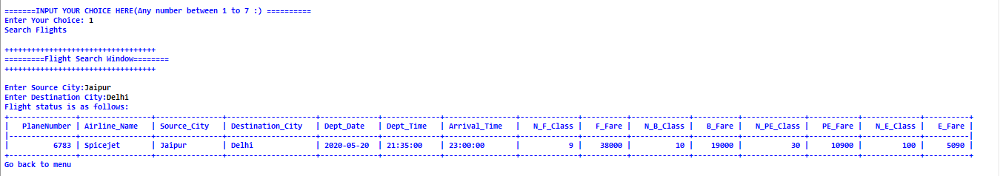 =======INPUT YOUR CHOICE HERE(Any number between 1 to 7 :) ==========
Enter Your Choice: 1
Search Flights
++++++++++++++++++++++++++++++++++
=========Flight Search Window========
++++++++++++++++++++++++++++++++++
Enter Source City:Jaipur
Enter Destination City:Delhi
Flight status is as follows:
+---------------+----------------+---------------+--------------------+-------------+-------------+----------------+-------------+----------+-------------+----------+--------------+-----------+-------------+----------+
|   PlaneNumber | Airline_Name   | Source_City   | Destination_City   | Dept_Date   | Dept_Time   | Arrival_Time   |   N_F_Class |   F_Fare |   N_B_Class |   B_Fare |   N_PE_Class |   PE_Fare |   N_E_Class |   E_Fare |
|---------------+----------------+---------------+--------------------+-------------+-------------+----------------+-------------+----------+-------------+----------+--------------+-----------+-------------+----------|
|          6783 | Spicejet       | Jaipur        | Delhi              | 2020-05-20  | 21:35:00    | 23:00:00       |           9 |    38000 |          10 |    19000 |           30 |     10900 |         100 |     5090 |
+---------------+----------------+---------------+--------------------+-------------+-------------+----------------+-------------+----------+-------------+----------+--------------+-----------+-------------+----------+
Go back to menu